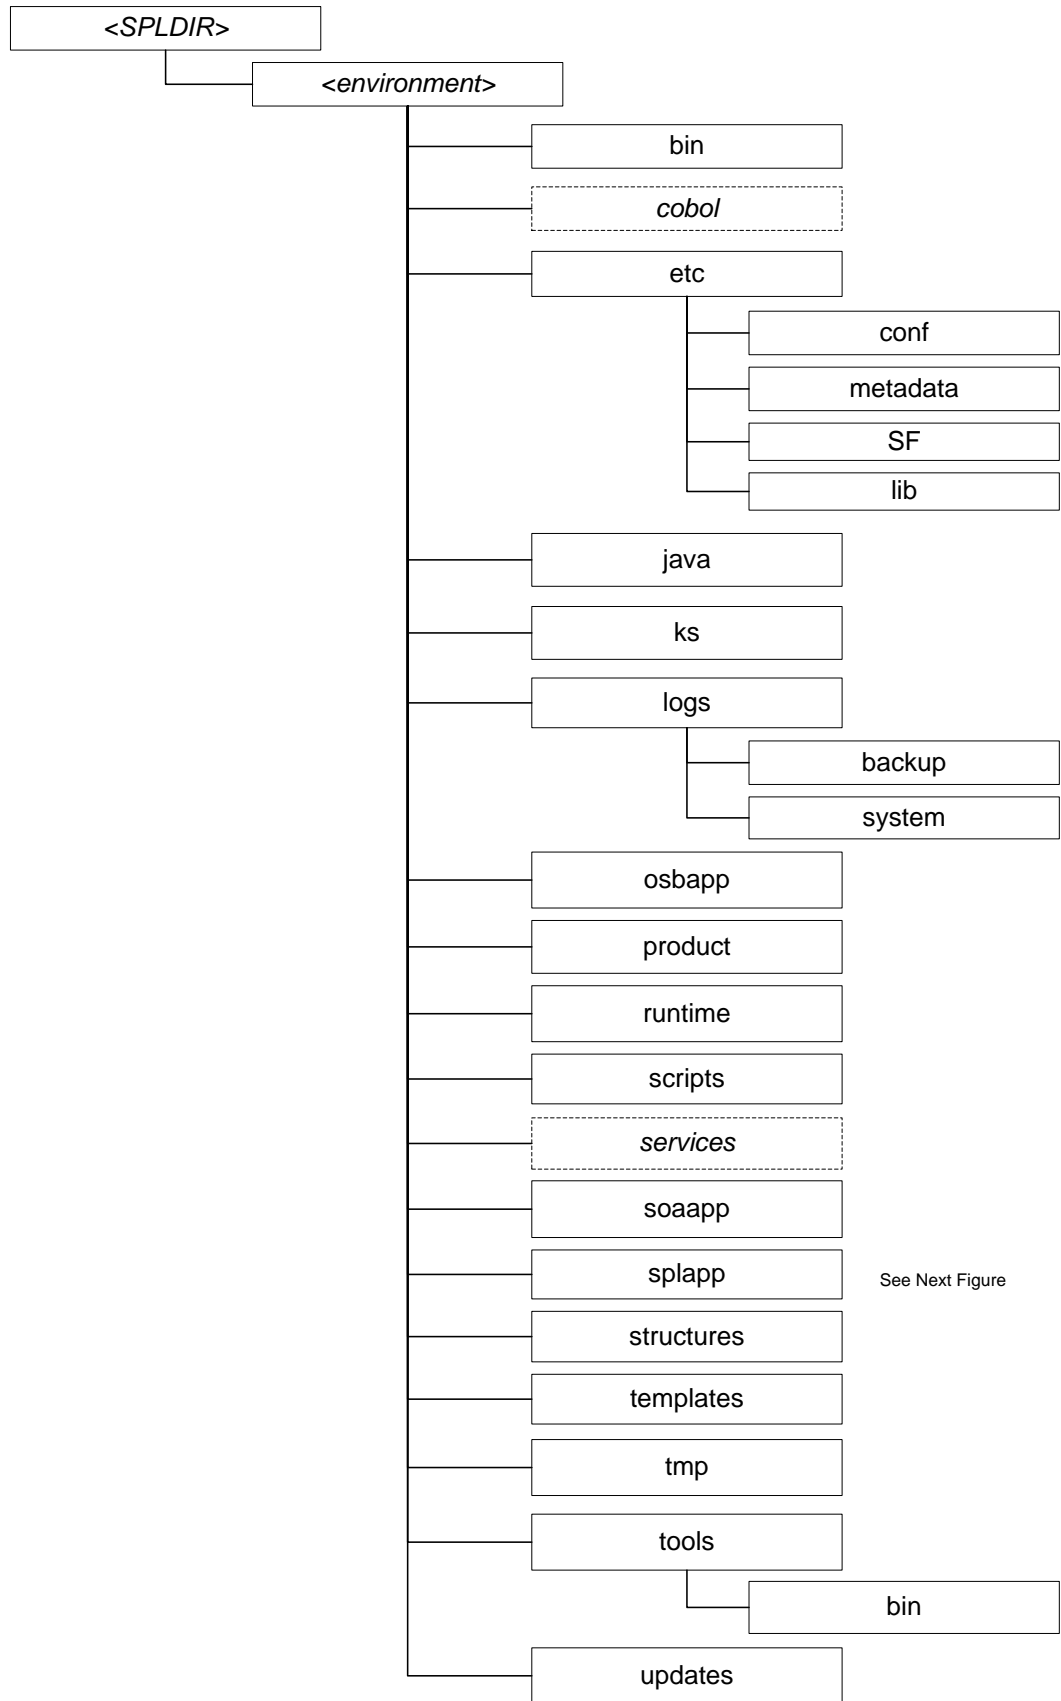 <SPLDIR>
<environment>
bin
cobol
etc
conf
metadata
SF
lib
java
ks
logs
backup
system
osbapp
product
runtime
scripts
services
soaapp
splapp
See Next Figure
structures
templates
tmp
tools
bin
updates